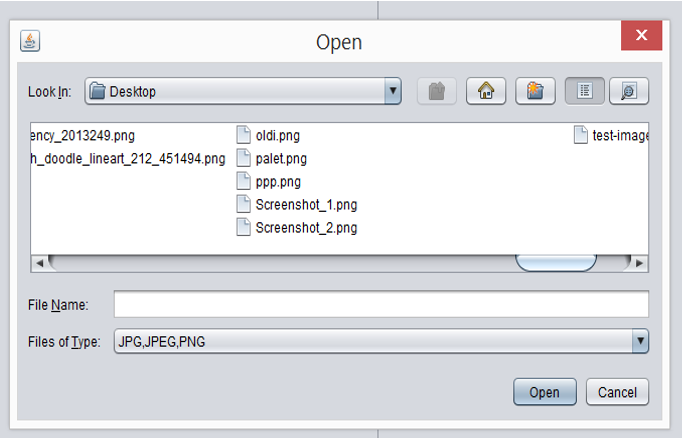 Open
x
Look In: Desktop
ency_2013249.png
h_doodle_lineart_212_451494.png
oldi.png
palet.png
ppp.png
Screenshot_1.png
Screenshot_2.png
test-image
File Name:
Files of Type: JPG,JPEG,PNG
Open Cancel